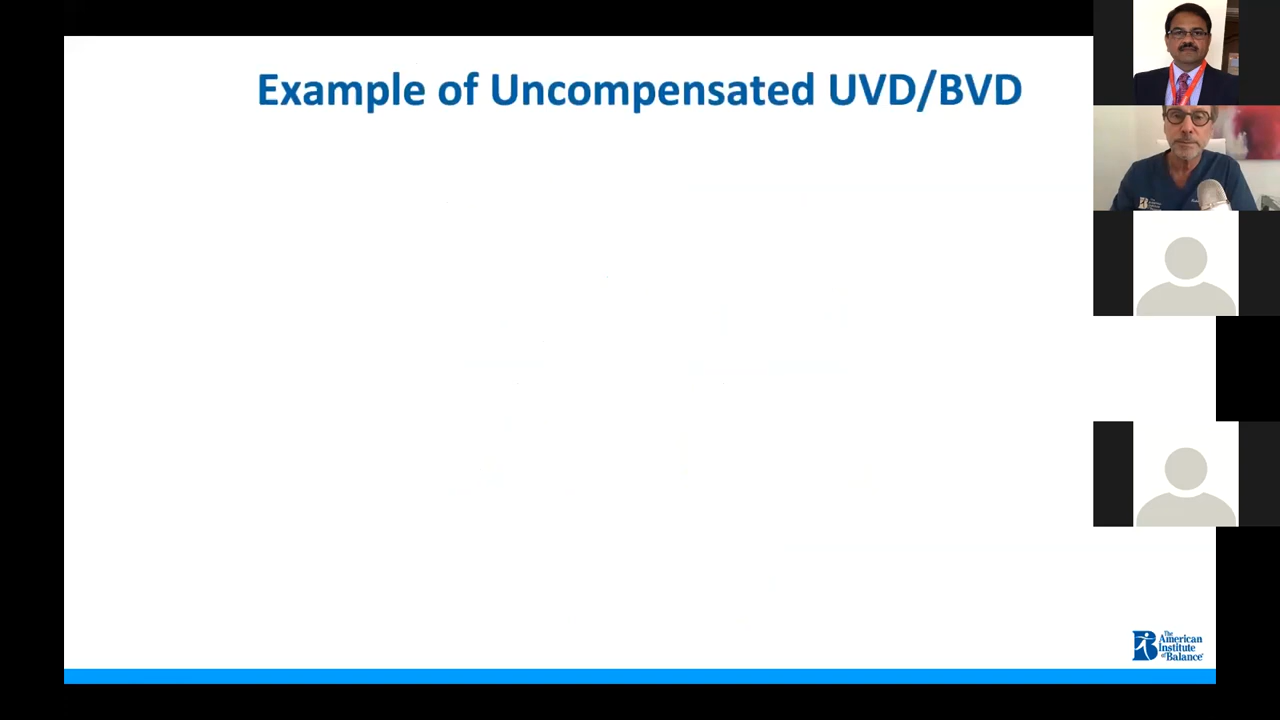 Example of Uncompensated UVD/BVD
The
American
Institute
of Balance